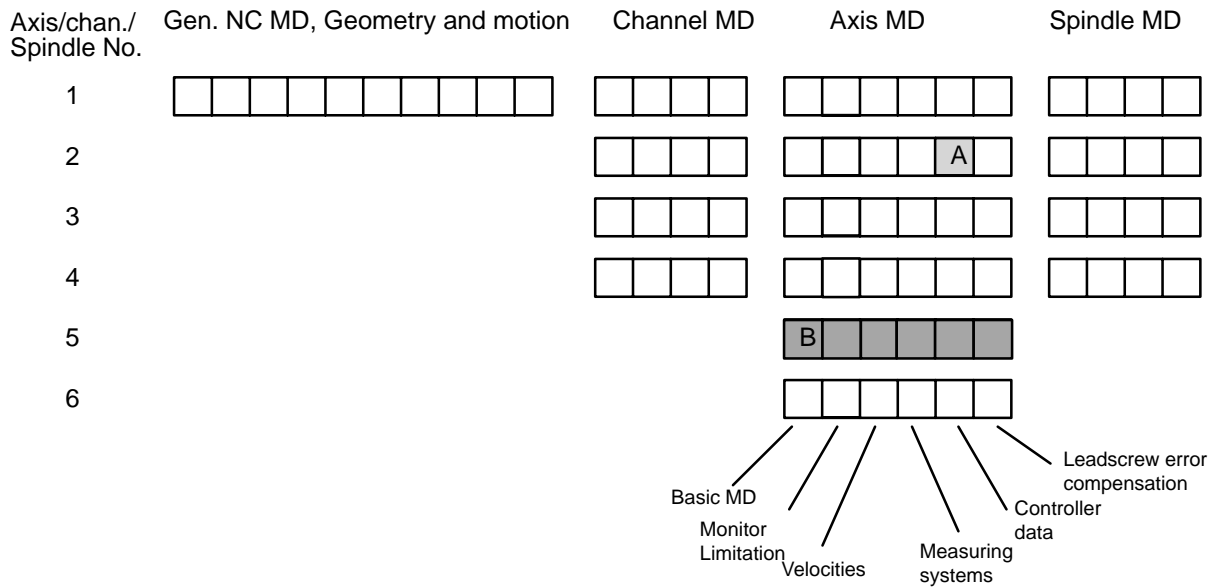 Axis/chan./
Spindle No.
Gen. NC MD, Geometry and motion
Channel MD
Axis MD
Spindle MD
1
2
A
3
4
5
B
6
Basic MD
Monitor
Limitation
Velocities
Measuring
systems
Controller
data
Leadscrew error
compensation